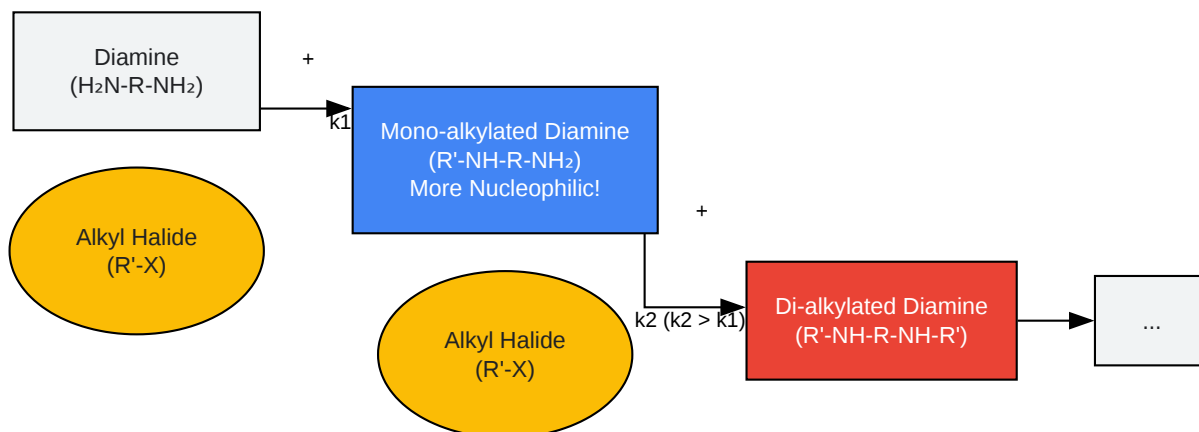 Diamine
(H₂N-R-NH₂)
+
k1
Alkyl Halide
(R'-X)
Mono-alkylated Diamine
(R'-NH-R-NH₂)
More Nucleophilic!
+
Alkyl Halide
(R'-X)
k2 (k2 > k1)
Di-alkylated Diamine
(R'-NH-R-NH-R')
...